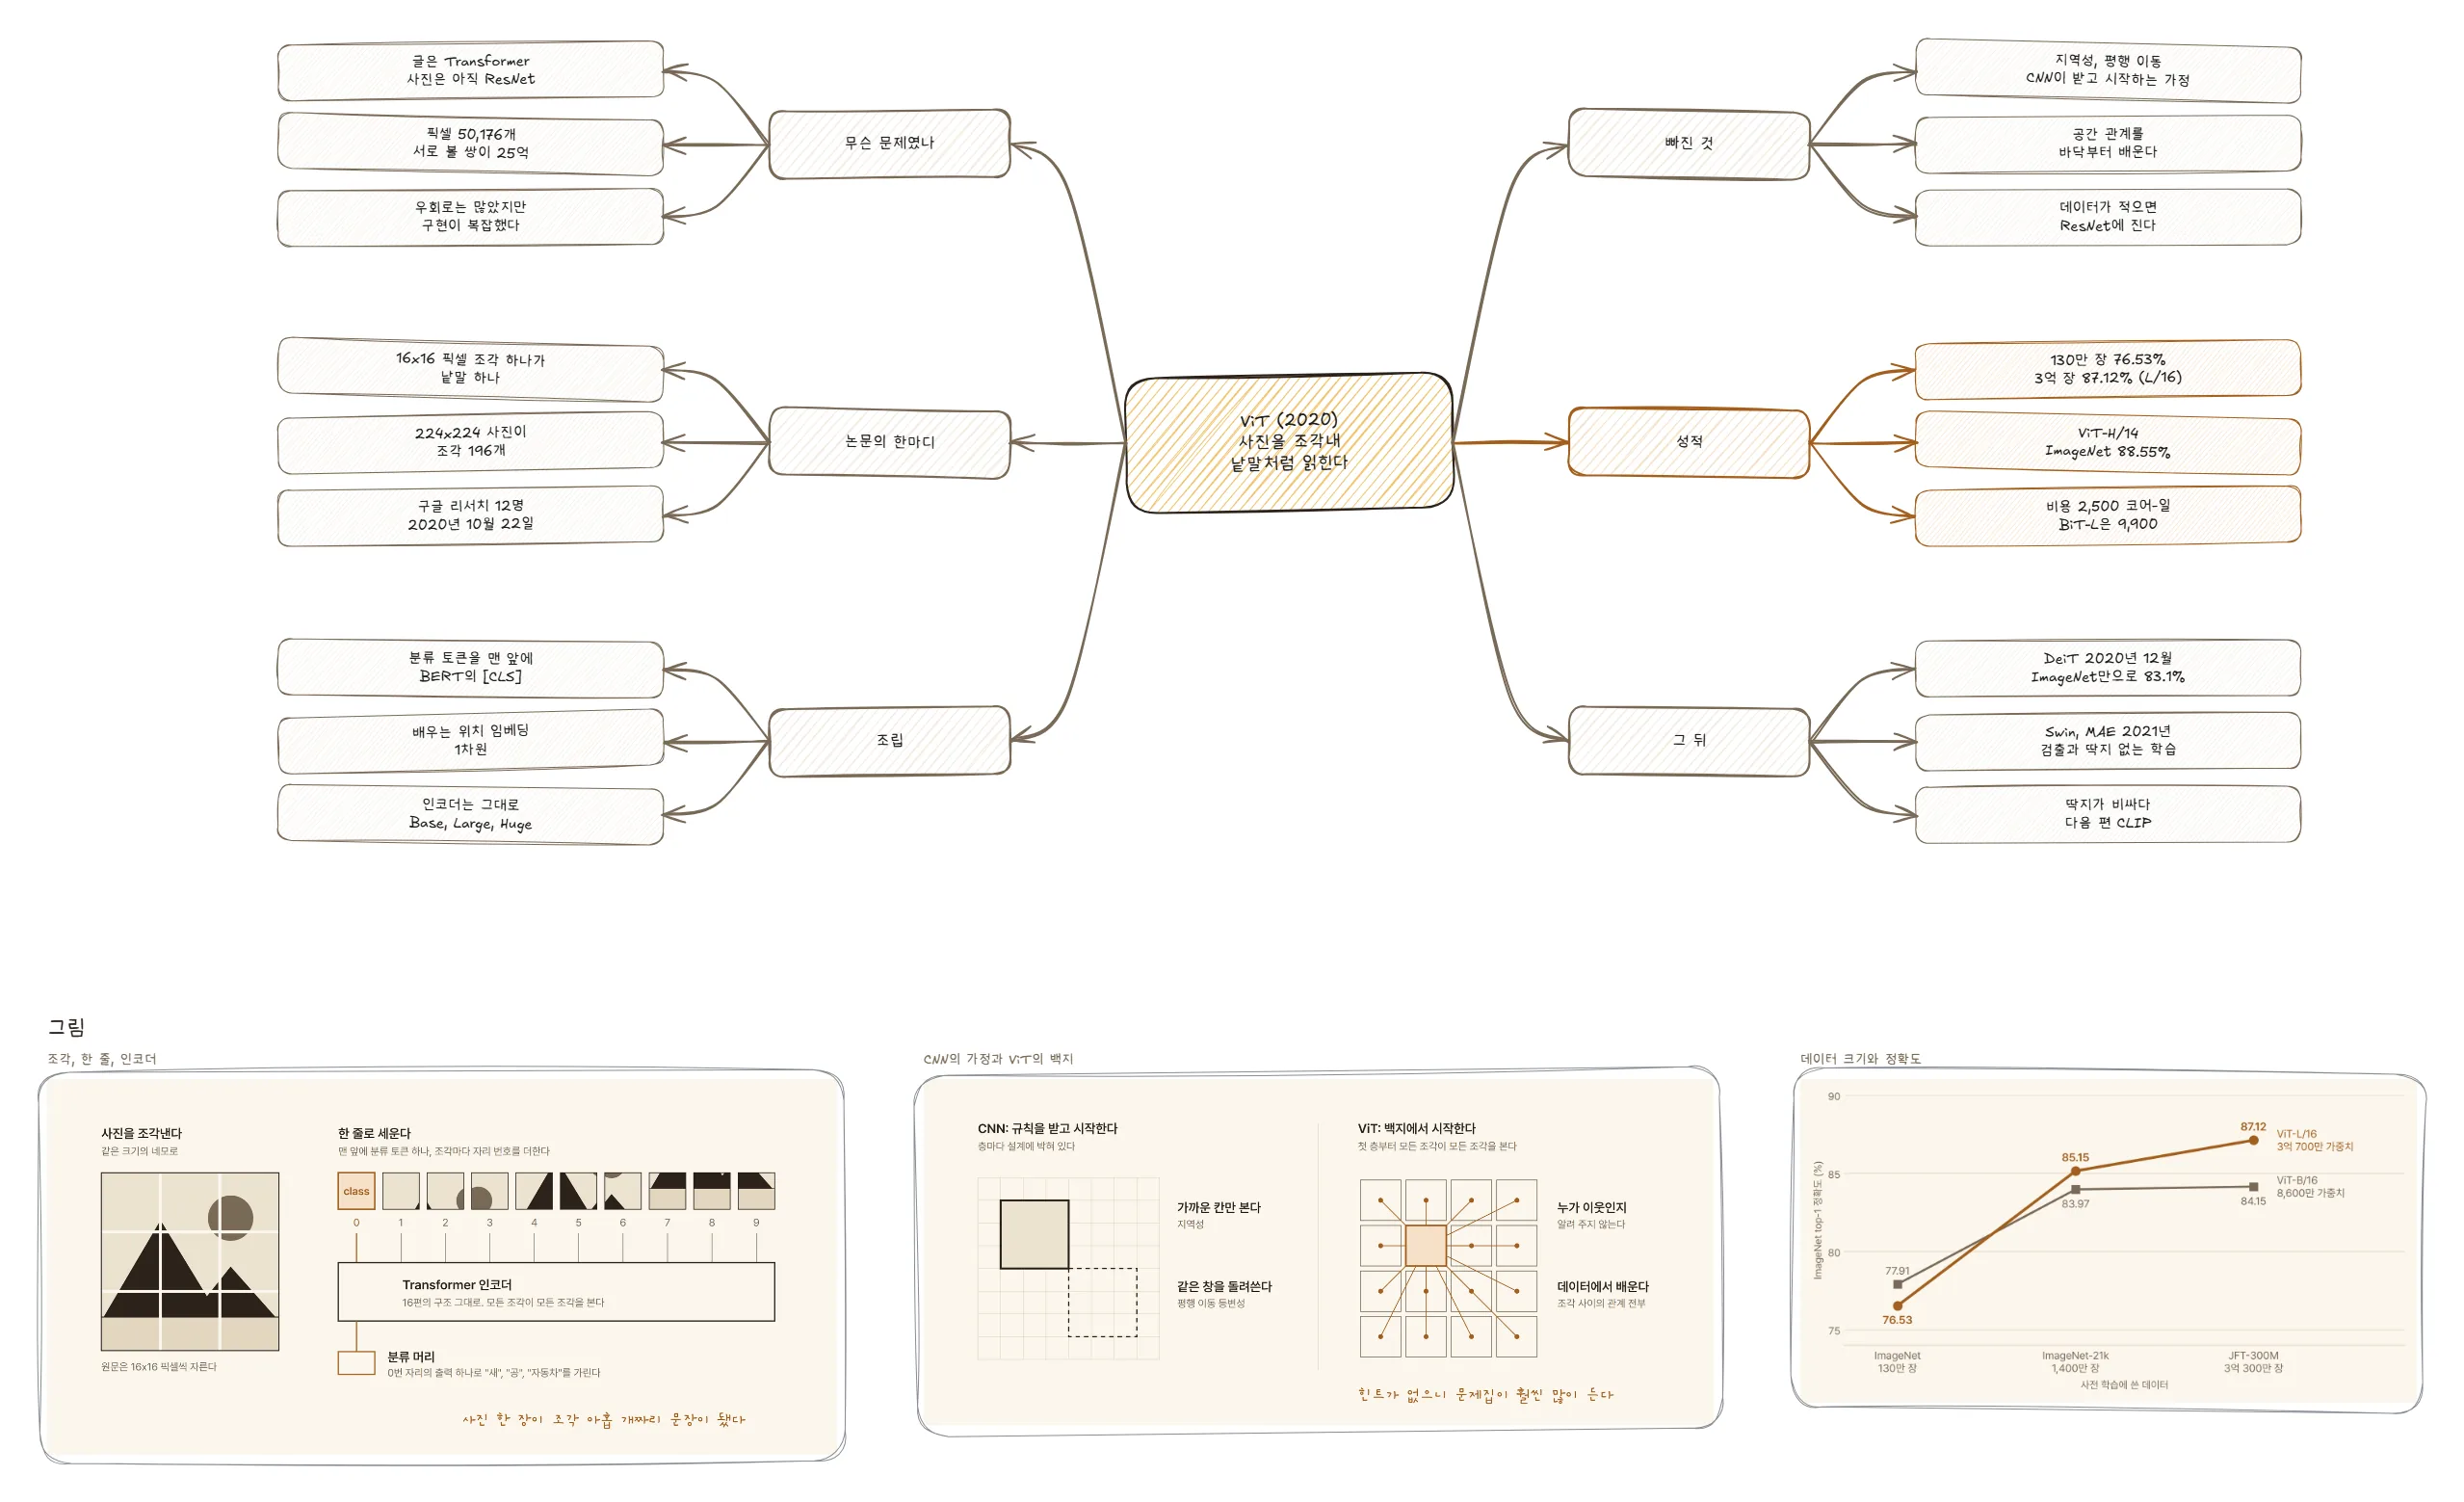 글은 Transformer
사진은 아직 ResNet
픽셀 50,176개
서로 볼 쌍이 25억
우회로는 많았지만
구현이 복잡했다
무슨 문제였나
16x16 픽셀 조각 하나가
낱말 하나
224x224 사진이
조각 196개
구글 리서치 12명
2020년 10월 22일
논문의 한마디
분류 토큰을 맨 앞에
BERT의 [CLS]
배우는 위치 임베딩
1차원
인코더는 그대로
Base, Large, Huge
조립
ViT (2020)
사진을 조각내
낱말처럼 읽힌다
빠진 것
지역성, 평행 이동
CNN이 받고 시작하는 가정
공간 관계를
바닥부터 배운다
데이터가 적으면
ResNet에 진다
성적
130만 장 76.53%
3억 장 87.12% (L/16)
ViT-H/14
ImageNet 88.55%
비용 2,500 코어-일
BiT-L은 9,900
그 뒤
DeiT 2020년 12월
ImageNet만으로 83.1%
Swin, MAE 2021년
검출과 딱지 없는 학습
딱지가 비싸다
다음 편 CLIP
그림
조각, 한 줄, 인코더
사진을 조각낸다
같은 크기의 네모로
원문은 16x16 픽셀씩 자른다
한 줄로 세운다
맨 앞에 분류 토큰 하나, 조각마다 자리 번호를 더한다
class
0 1 2 3 4 5 6 7 8 9
Transformer 인코더
16편의 구조 그대로. 모든 조각이 모든 조각을 본다
분류 머리
0번 자리의 출력 하나로 "새", "공", "자동차"를 가린다
사진 한 장이 조각 아홉 개짜리 문장이 됐다
CNN의 가정과 ViT의 백지
CNN: 규칙을 받고 시작한다
층마다 설계에 박혀 있다
가까운 칸만 본다
지역성
같은 창을 돌려쓴다
평행 이동 등변성
ViT: 백지에서 시작한다
첫 층부터 모든 조각이 모든 조각을 본다
누가 이웃인지
알려 주지 않는다
데이터에서 배운다
조각 사이의 관계 전부
힌트가 없으니 문제집이 훨씬 많이 든다
데이터 크기와 정확도
ImageNet top-1 정확도 (%)
90
85
80
75
87.12
ViT-L/16
3억 700만 가중치
85.15
ViT-B/16
8,600만 가중치
83.97
84.15
77.91
76.53
ImageNet
130만 장
ImageNet-21k
1,400만 장
JFT-300M
3억 300만 장
사전 학습에 쓴 데이터